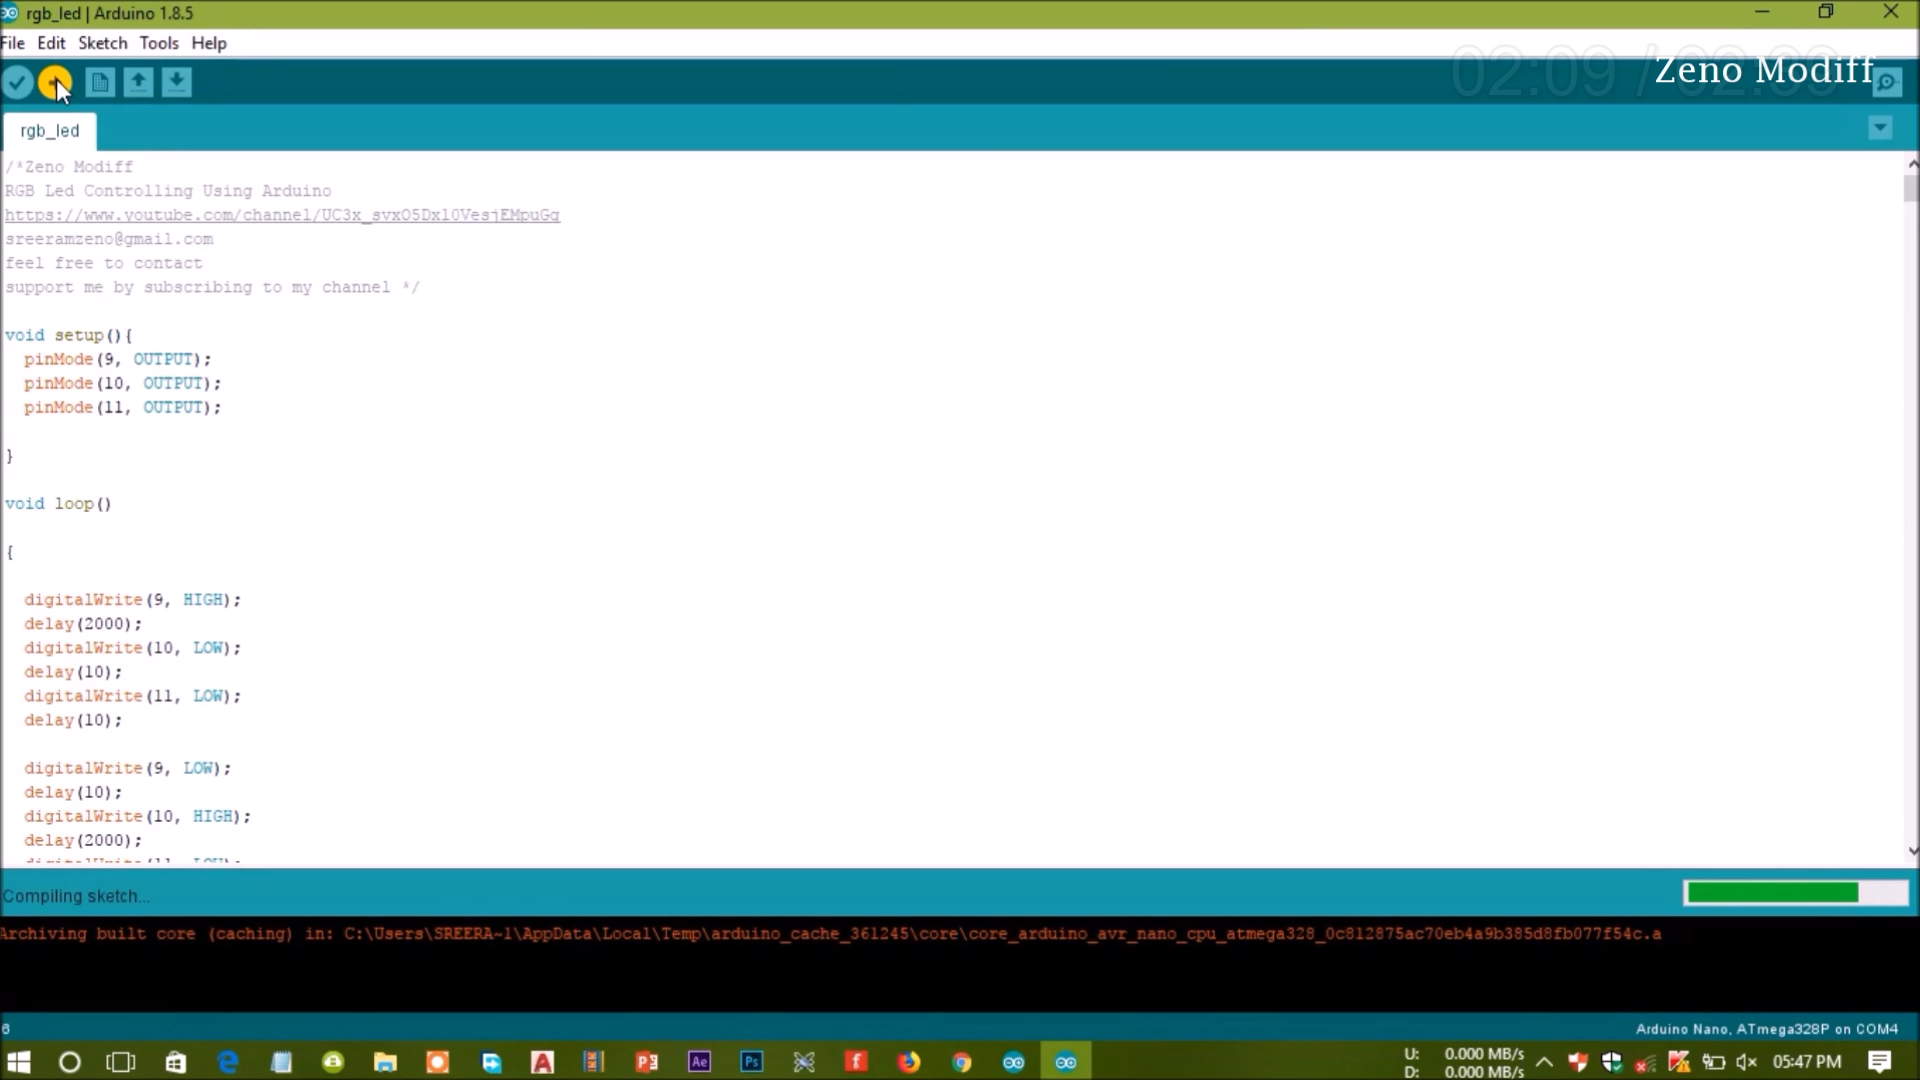 rgb_led | Arduino 1.8.5
File Edit Sketch Tools Help
02:09 /
Zeno Modiff
rgb_led
/*Zeno Modiff
RGB Led Controlling Using Arduino
https://www.youtube.com/channel/UC3x_svxO5Dxl0VesjEMpuGg
sreeramzeno@gmail.com
feel free to contact
support me by subscribing to my channel */
void setup(){
pinMode(9, OUTPUT);
pinMode(10, OUTPUT);
pinMode(11, OUTPUT);
}
void loop()
{
digitalWrite(9, HIGH);
delay(2000);
digitalWrite(10, LOW);
delay(10);
digitalWrite(11, LOW);
delay(10);
digitalWrite(9, LOW);
delay(10);
digitalWrite(10, HIGH);
delay(2000);
Compiling sketch...
Archiving built core (caching) in: C:\Users\SREERA~1\AppData\Local\Temp\arduino_cache_361245\core\core_arduino_avr_nano_cpu_atmega328_0c812875ac70eb4a9b385d8fb077f54c.a
6
Arduino Nano, ATmega328P on COM4
U: 0.000 MB/s
D: 0.000 MB/s
05:47 PM
Ae
Ps